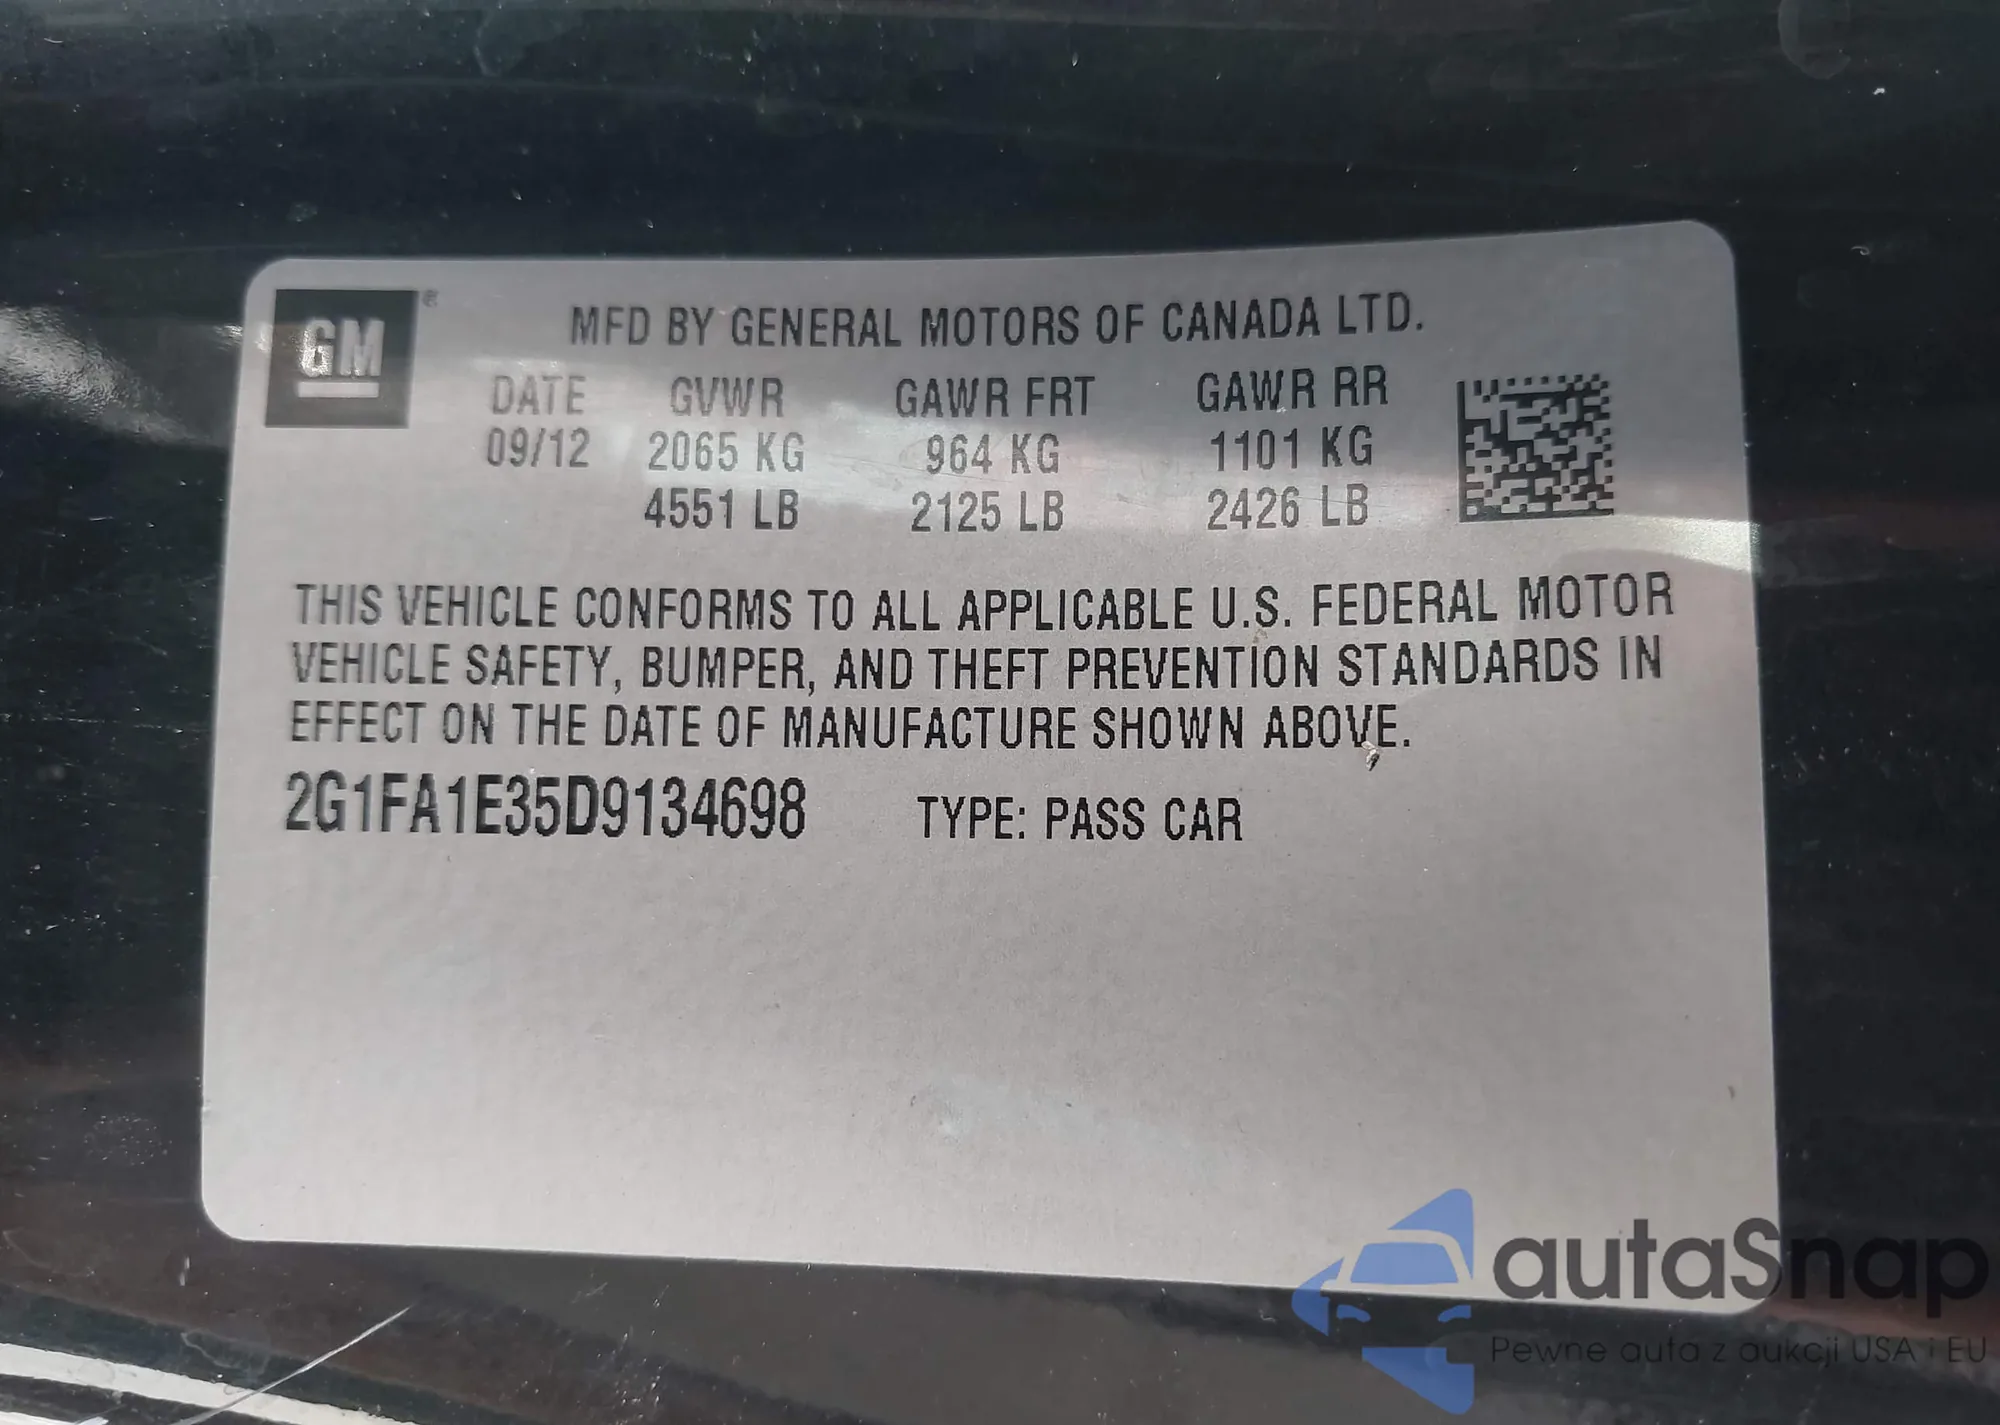 GM ®
MFD BY GENERAL MOTORS OF CANADA LTD.
DATE GVWR GAWR FRT GAWR RR
09/12 2065 KG 964 KG 1101 KG
4551 LB 2125 LB 2426 LB
THIS VEHICLE CONFORMS TO ALL APPLICABLE U.S. FEDERAL MOTOR
VEHICLE SAFETY, BUMPER, AND THEFT PREVENTION STANDARDS IN
EFFECT ON THE DATE OF MANUFACTURE SHOWN ABOVE.
2G1FA1E35D9134698 TYPE: PASS CAR
autaSnap
Pewne auta z aukcji USA i EU